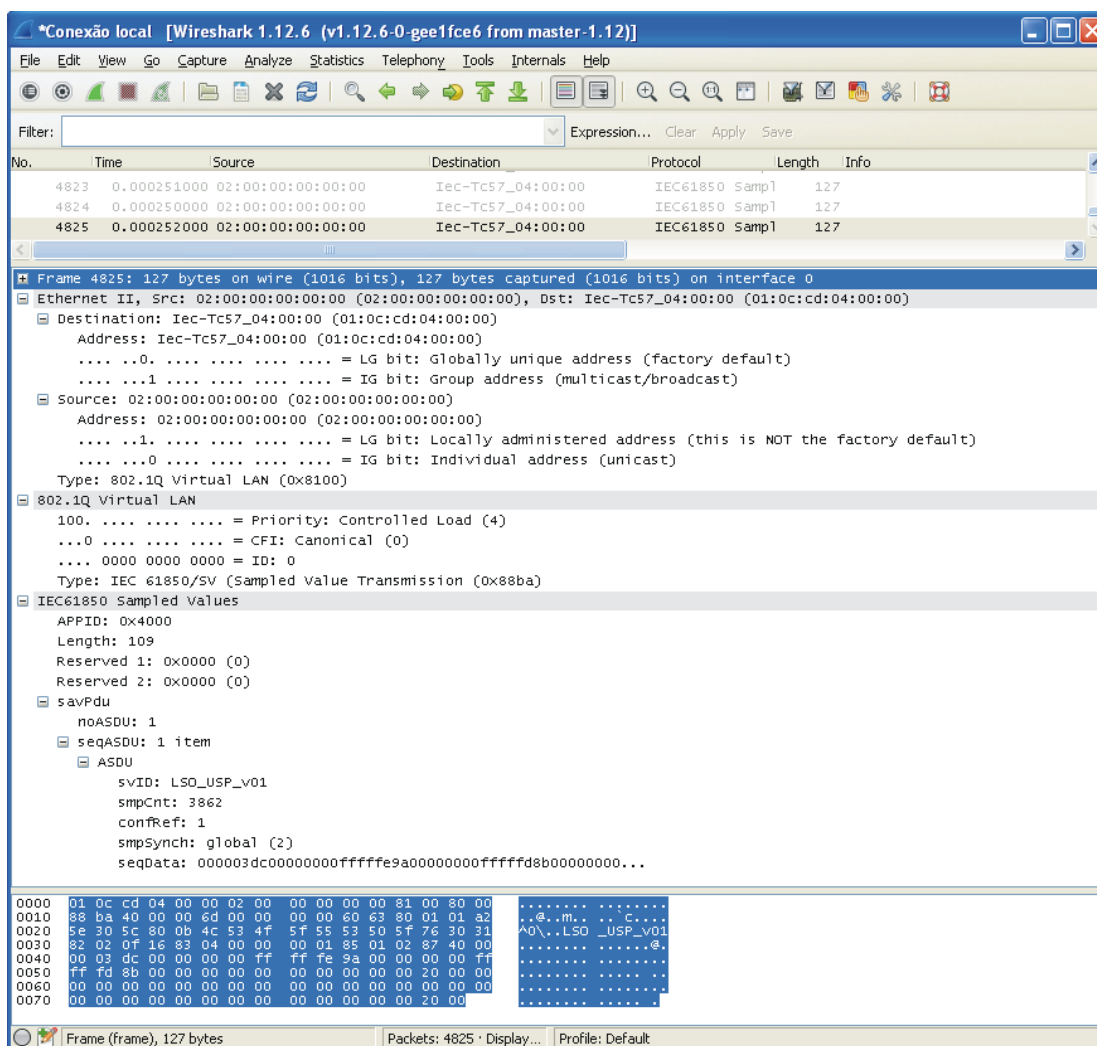 *Conexão local [Wireshark 1.12.6 (v1.12.6-0-gee1fce6 from master-1.12)]
File Edit View Go Capture Analyze Statistics Telephony Tools Internals Help
Filter: Expression... Clear Apply Save
No. Time Source Destination Protocol Length Info
4823 0.000251000 02:00:00:00:00:00 Iec-Tc57_04:00:00 IEC61850 Sampl 127
4824 0.000250000 02:00:00:00:00:00 Iec-Tc57_04:00:00 IEC61850 Sampl 127
4825 0.000252000 02:00:00:00:00:00 Iec-Tc57_04:00:00 IEC61850 Sampl 127
Frame 4825: 127 bytes on wire (1016 bits), 127 bytes captured (1016 bits) on interface 0
Ethernet II, Src: 02:00:00:00:00:00 (02:00:00:00:00:00), Dst: Iec-Tc57_04:00:00 (01:0c:cd:04:00:00)
Destination: Iec-Tc57_04:00:00 (01:0c:cd:04:00:00)
Address: Iec-Tc57_04:00:00 (01:0c:cd:04:00:00)
.... ..0. .... .... .... .... = LG bit: Globally unique address (factory default)
.... ...1 .... .... .... .... = IG bit: Group address (multicast/broadcast)
Source: 02:00:00:00:00:00 (02:00:00:00:00:00)
Address: 02:00:00:00:00:00 (02:00:00:00:00:00)
.... ..1. .... .... .... .... = LG bit: Locally administered address (this is NOT the factory default)
.... ...0 .... .... .... .... = IG bit: Individual address (unicast)
Type: 802.1Q Virtual LAN (0x8100)
802.1Q Virtual LAN
100. .... .... .... = Priority: Controlled Load (4)
...0 .... .... .... = CFI: Canonical (0)
.... 0000 0000 0000 = ID: 0
Type: IEC 61850/SV (Sampled Value Transmission (0x88ba)
IEC61850 Sampled Values
APPID: 0x4000
Length: 109
Reserved 1: 0x0000 (0)
Reserved 2: 0x0000 (0)
savPdu
noASDU: 1
seqASDU: 1 item
ASDU
svID: LSO_USP_v01
smpCnt: 3862
confRef: 1
smpSynch: global (2)
seqData: 000003dc00000000fffffe9a00000000fffffd8b00000000...
0000 01 0c cd 04 00 00 02 00 00 00 00 00 81 00 80 00 ........ ........
0010 88 ba 40 00 00 6d 00 00 00 00 60 63 80 01 01 a2 ..@..m.. ..`c....
0020 5e 30 5c 80 0b 4c 53 4f 5f 55 53 50 5f 76 30 31 ^0\..LSO _USP_v01
0030 82 02 0f 16 83 04 00 00 00 01 85 01 02 87 40 00 ........ ......@.
0040 00 03 dc 00 00 00 00 ff ff fe 9a 00 00 00 00 ff ........ ........
0050 ff fd 8b 00 00 00 00 00 00 00 00 00 00 20 00 00 ........ ..... ..
0060 00 00 00 00 00 00 00 00 00 00 00 00 00 00 00 00 ........ ........
0070 00 00 00 00 00 00 00 00 00 00 00 00 00 20 00 ........ ..... .
Frame (frame), 127 bytes Packets: 4825 · Display... Profile: Default